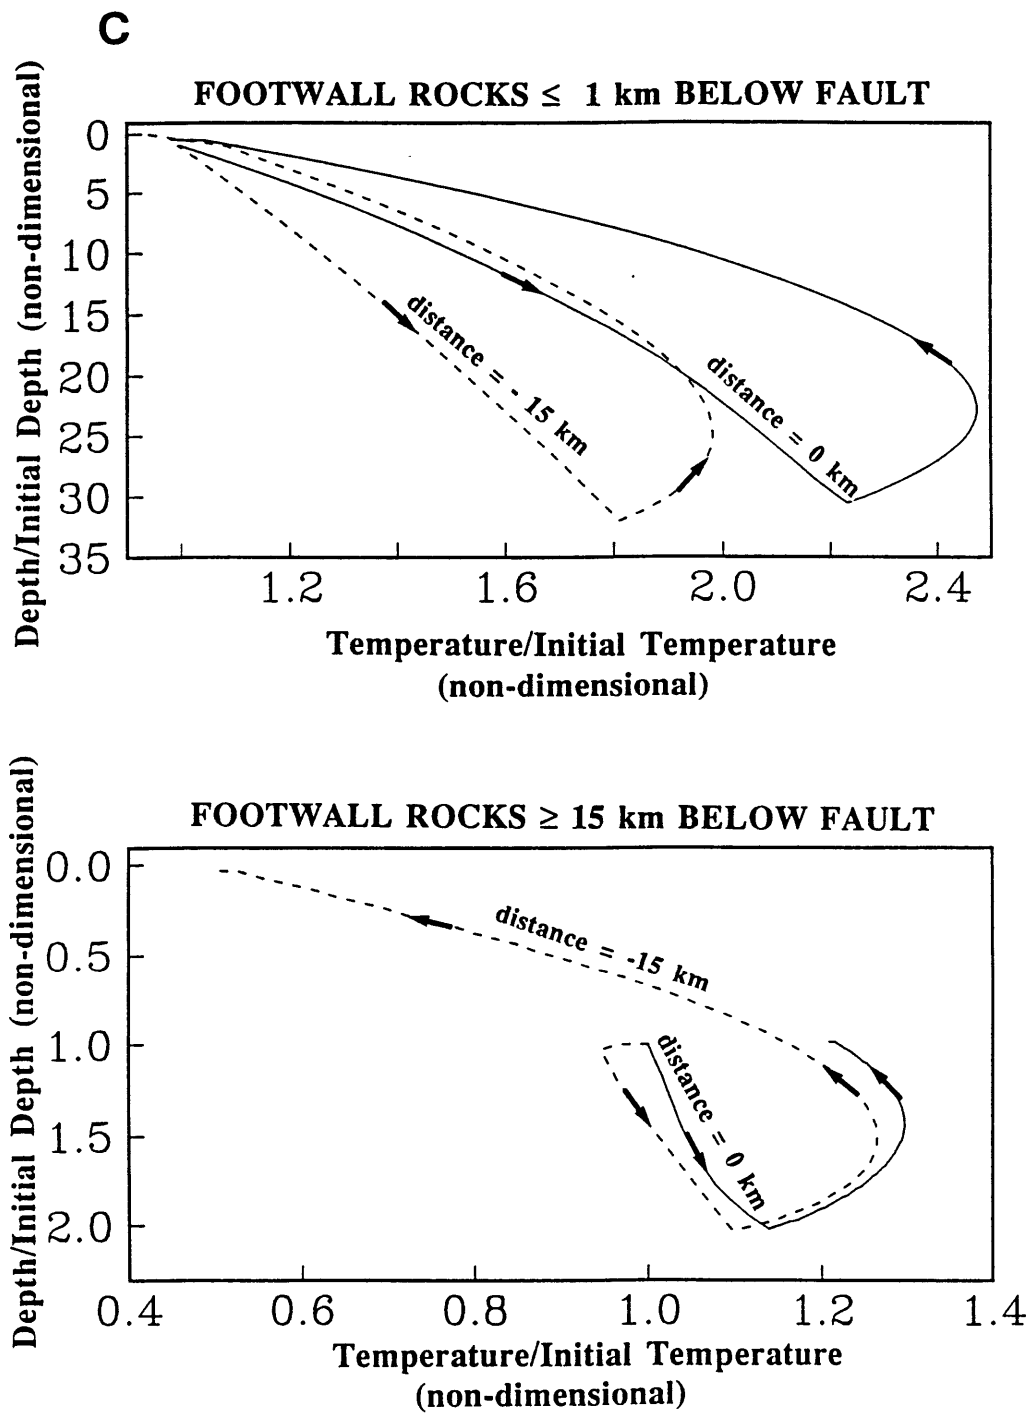 C
FOOTWALL ROCKS ≤ 1 km BELOW FAULT
Depth/Initial Depth (non-dimensional)
0
5
10
15
20
25
30
35
distance = - 15 km
distance = 0 km
1.2 1.6 2.0 2.4
Temperature/Initial Temperature
(non-dimensional)
FOOTWALL ROCKS ≥ 15 km BELOW FAULT
Depth/Initial Depth (non-dimensional)
0.0
0.5
1.0
1.5
2.0
distance = -15 km
distance = 0 km
0.4 0.6 0.8 1.0 1.2 1.4
Temperature/Initial Temperature
(non-dimensional)